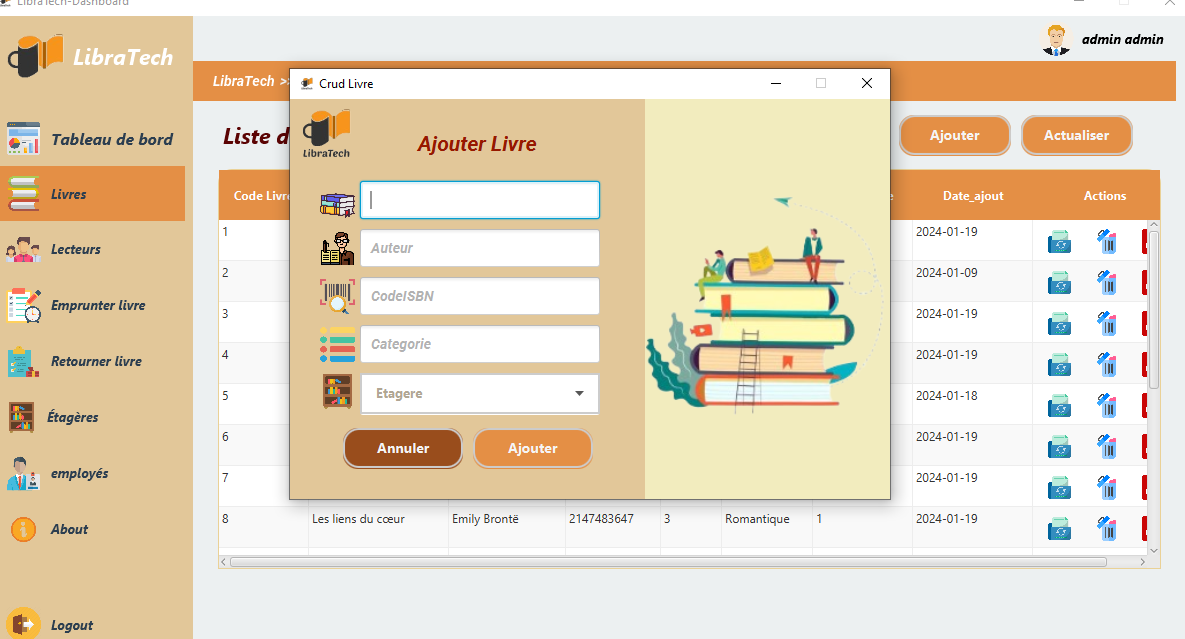 LibraTech-Dashboard
LibraTech
admin admin
LibraTech >>
Crud Livre
LibraTech
Ajouter Livre
Liste d
Ajouter
Actualiser
Tableau de bord
Livres
Lecteurs
Emprunter livre
Retourner livre
Étagères
employés
About
Logout
Auteur
CodeISBN
Categorie
Etagere
Annuler
Ajouter
Code Livre
Date_ajout
Actions
1 2024-01-19
2 2024-01-09
3 2024-01-19
4 2024-01-19
5 2024-01-18
6 2024-01-19
7 2024-01-19
8 Les liens du cœur Emily Brontë 2147483647 3 Romantique 1 2024-01-19